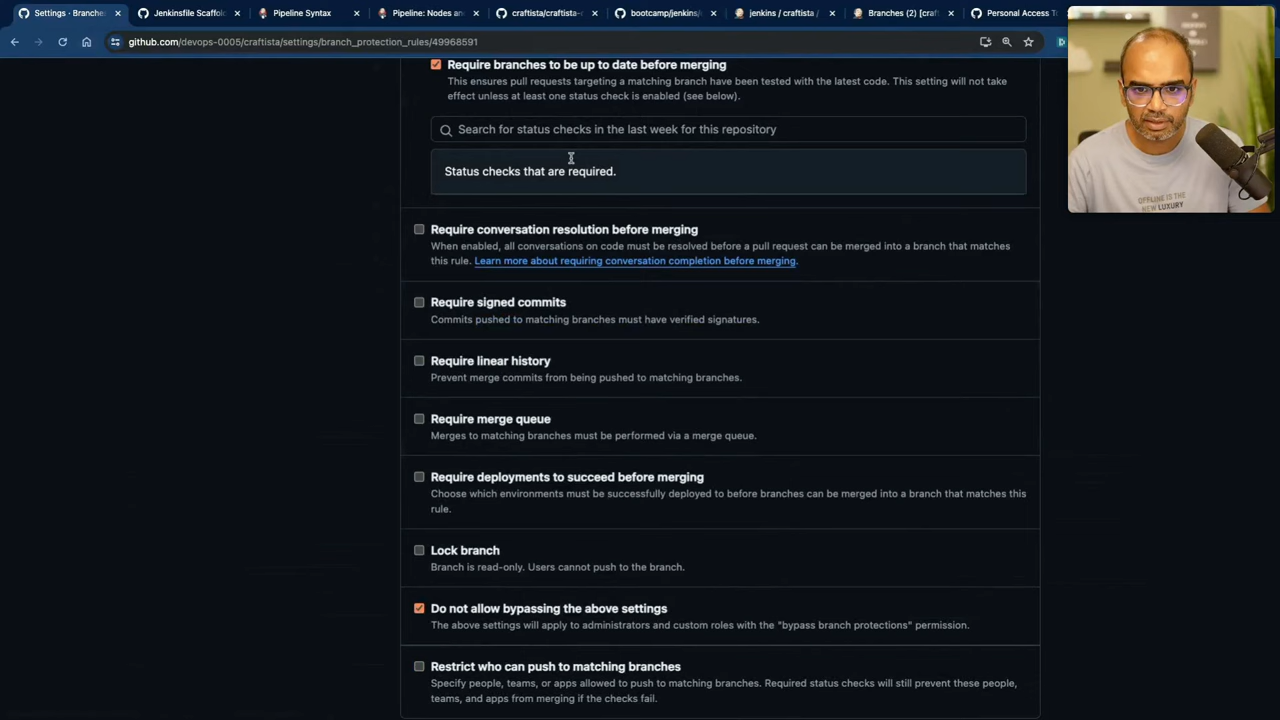 Settings · Branche
Jenkinsfile Scaffol
Pipeline Syntax
Pipeline: Nodes an
craftista/craftista-
bootcamp/jenkins/
jenkins / craftista /
Branches (2) [craf
Personal Access T
github.com/devops-0005/craftista/settings/branch_protection_rules/49968591
Require branches to be up to date before merging
This ensures pull requests targeting a matching branch have been tested with the latest code. This setting will not take
effect unless at least one status check is enabled (see below).
Search for status checks in the last week for this repository
Status checks that are required.
Require conversation resolution before merging
When enabled, all conversations on code must be resolved before a pull request can be merged into a branch that matches
this rule. Learn more about requiring conversation completion before merging.
Require signed commits
Commits pushed to matching branches must have verified signatures.
Require linear history
Prevent merge commits from being pushed to matching branches.
Require merge queue
Merges to matching branches must be performed via a merge queue.
Require deployments to succeed before merging
Choose which environments must be successfully deployed to before branches can be merged into a branch that matches this
rule.
Lock branch
Branch is read-only. Users cannot push to the branch.
Do not allow bypassing the above settings
The above settings will apply to administrators and custom roles with the "bypass branch protections" permission.
Restrict who can push to matching branches
Specify people, teams, or apps allowed to push to matching branches. Required status checks will still prevent these people,
teams, and apps from merging if the checks fail.
OFFLINE IS THE
NEW LUXURY